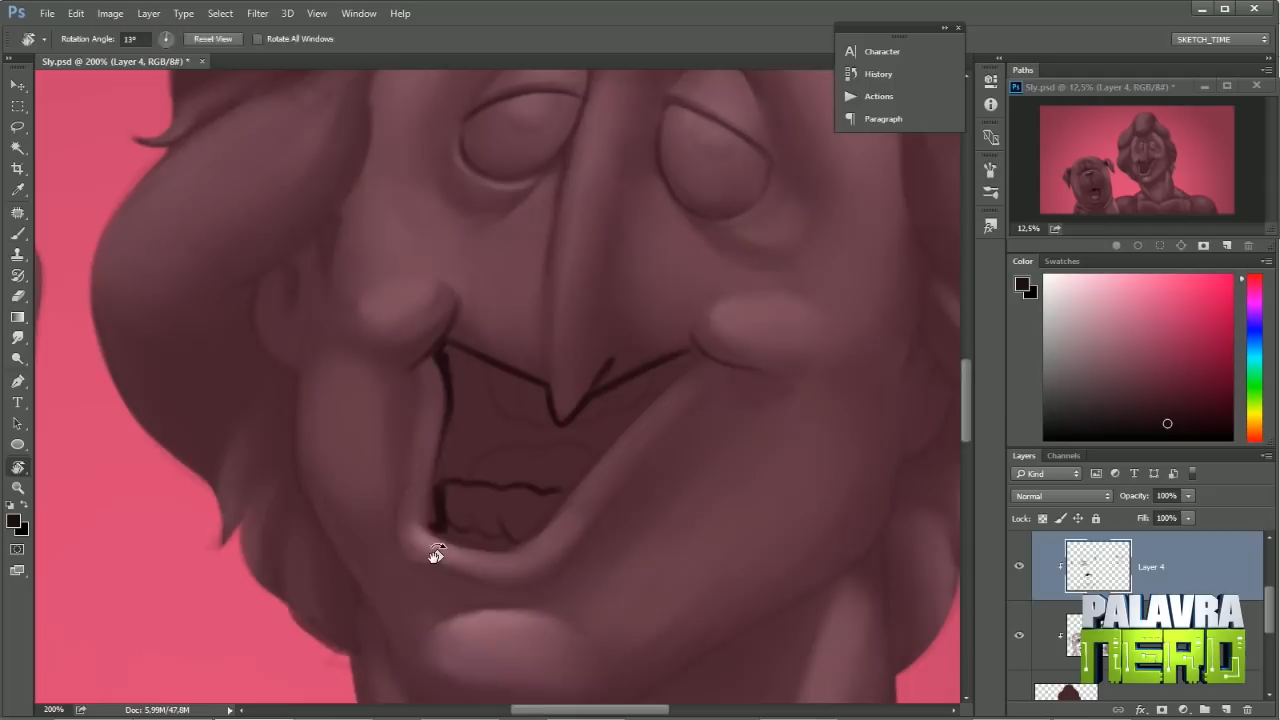 Ps File Edit Image Layer Type Select Filter 3D View Window Help
Rotation Angle: 13° Reset View Rotate All Windows SKETCH_TIME
Sly.psd @ 200% (Layer 4, RGB/8#) * ×
Character
History
Actions
Paragraph
Paths
Ps Sly.psd @ 12,5% (Layer 4, RGB/8#) *
12,5%
Color Swatches
Layers Channels
Kind
Normal Opacity: 100%
Lock: Fill: 100%
Layer 4
PALAVRA
NERD
200% Doc: 5,99M/47,8M